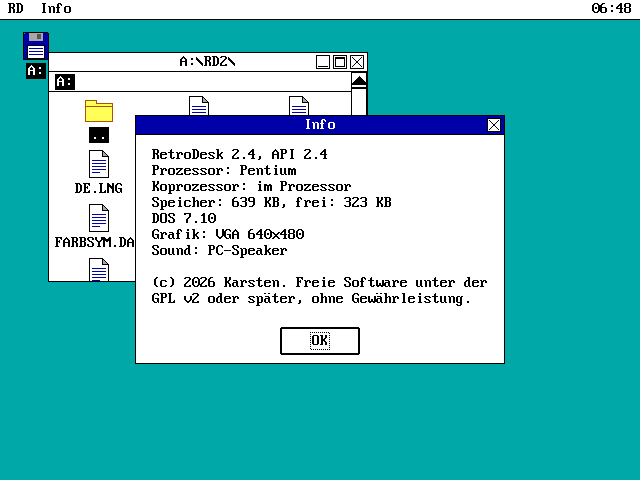 RD Info 06:48
A:
A:\RD2\
A:
..
DE.LNG
FARBSYM.DA
Info
RetroDesk 2.4, API 2.4
Prozessor: Pentium
Koprozessor: im Prozessor
Speicher: 639 KB, frei: 323 KB
DOS 7.10
Grafik: VGA 640x480
Sound: PC-Speaker
(c) 2026 Karsten. Freie Software unter der
GPL v2 oder später, ohne Gewährleistung.
OK